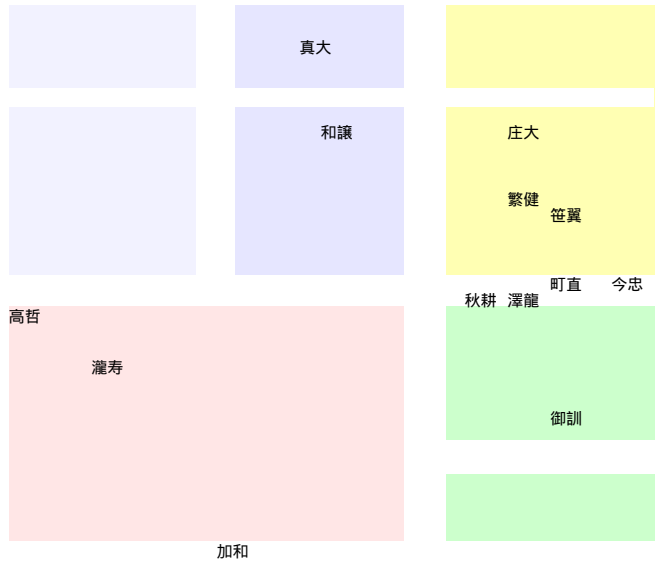 真大
和譲
庄大
繁健
笹翼
町直
今忠
秋耕
澤龍
高哲
瀧寿
御訓
加和